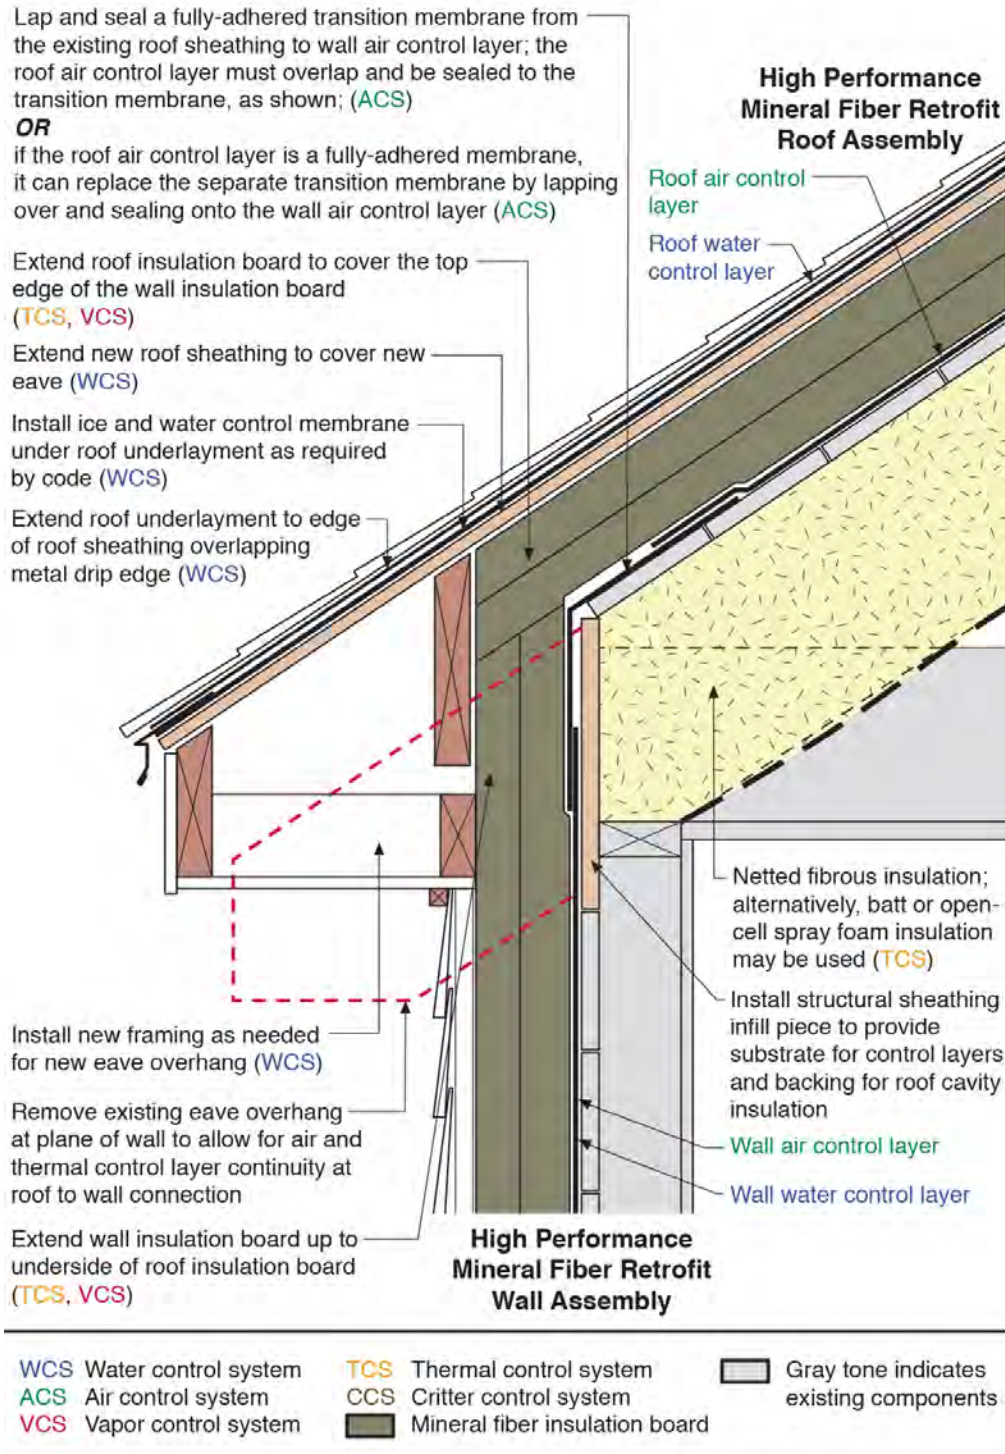 Lap and seal a fully-adhered transition membrane from
the existing roof sheathing to wall air control layer; the
roof air control layer must overlap and be sealed to the
transition membrane, as shown; (ACS)
OR
if the roof air control layer is a fully-adhered membrane,
it can replace the separate transition membrane by lapping
over and sealing onto the wall air control layer (ACS)
High Performance
Mineral Fiber Retrofit
Roof Assembly
Roof air control
layer
Roof water
control layer
Extend roof insulation board to cover the top
edge of the wall insulation board
(TCS, VCS)
Extend new roof sheathing to cover new
eave (WCS)
Install ice and water control membrane
under roof underlayment as required
by code (WCS)
Extend roof underlayment to edge
of roof sheathing overlapping
metal drip edge (WCS)
Netted fibrous insulation;
alternatively, batt or open-
cell spray foam insulation
may be used (TCS)
Install structural sheathing
infill piece to provide
substrate for control layers
and backing for roof cavity
insulation
Wall air control layer
Wall water control layer
Install new framing as needed
for new eave overhang (WCS)
Remove existing eave overhang
at plane of wall to allow for air and
thermal control layer continuity at
roof to wall connection
Extend wall insulation board up to
underside of roof insulation board
(TCS, VCS)
High Performance
Mineral Fiber Retrofit
Wall Assembly
WCS Water control system
ACS Air control system
VCS Vapor control system
TCS Thermal control system
CCS Critter control system
Mineral fiber insulation board
Gray tone indicates
existing components